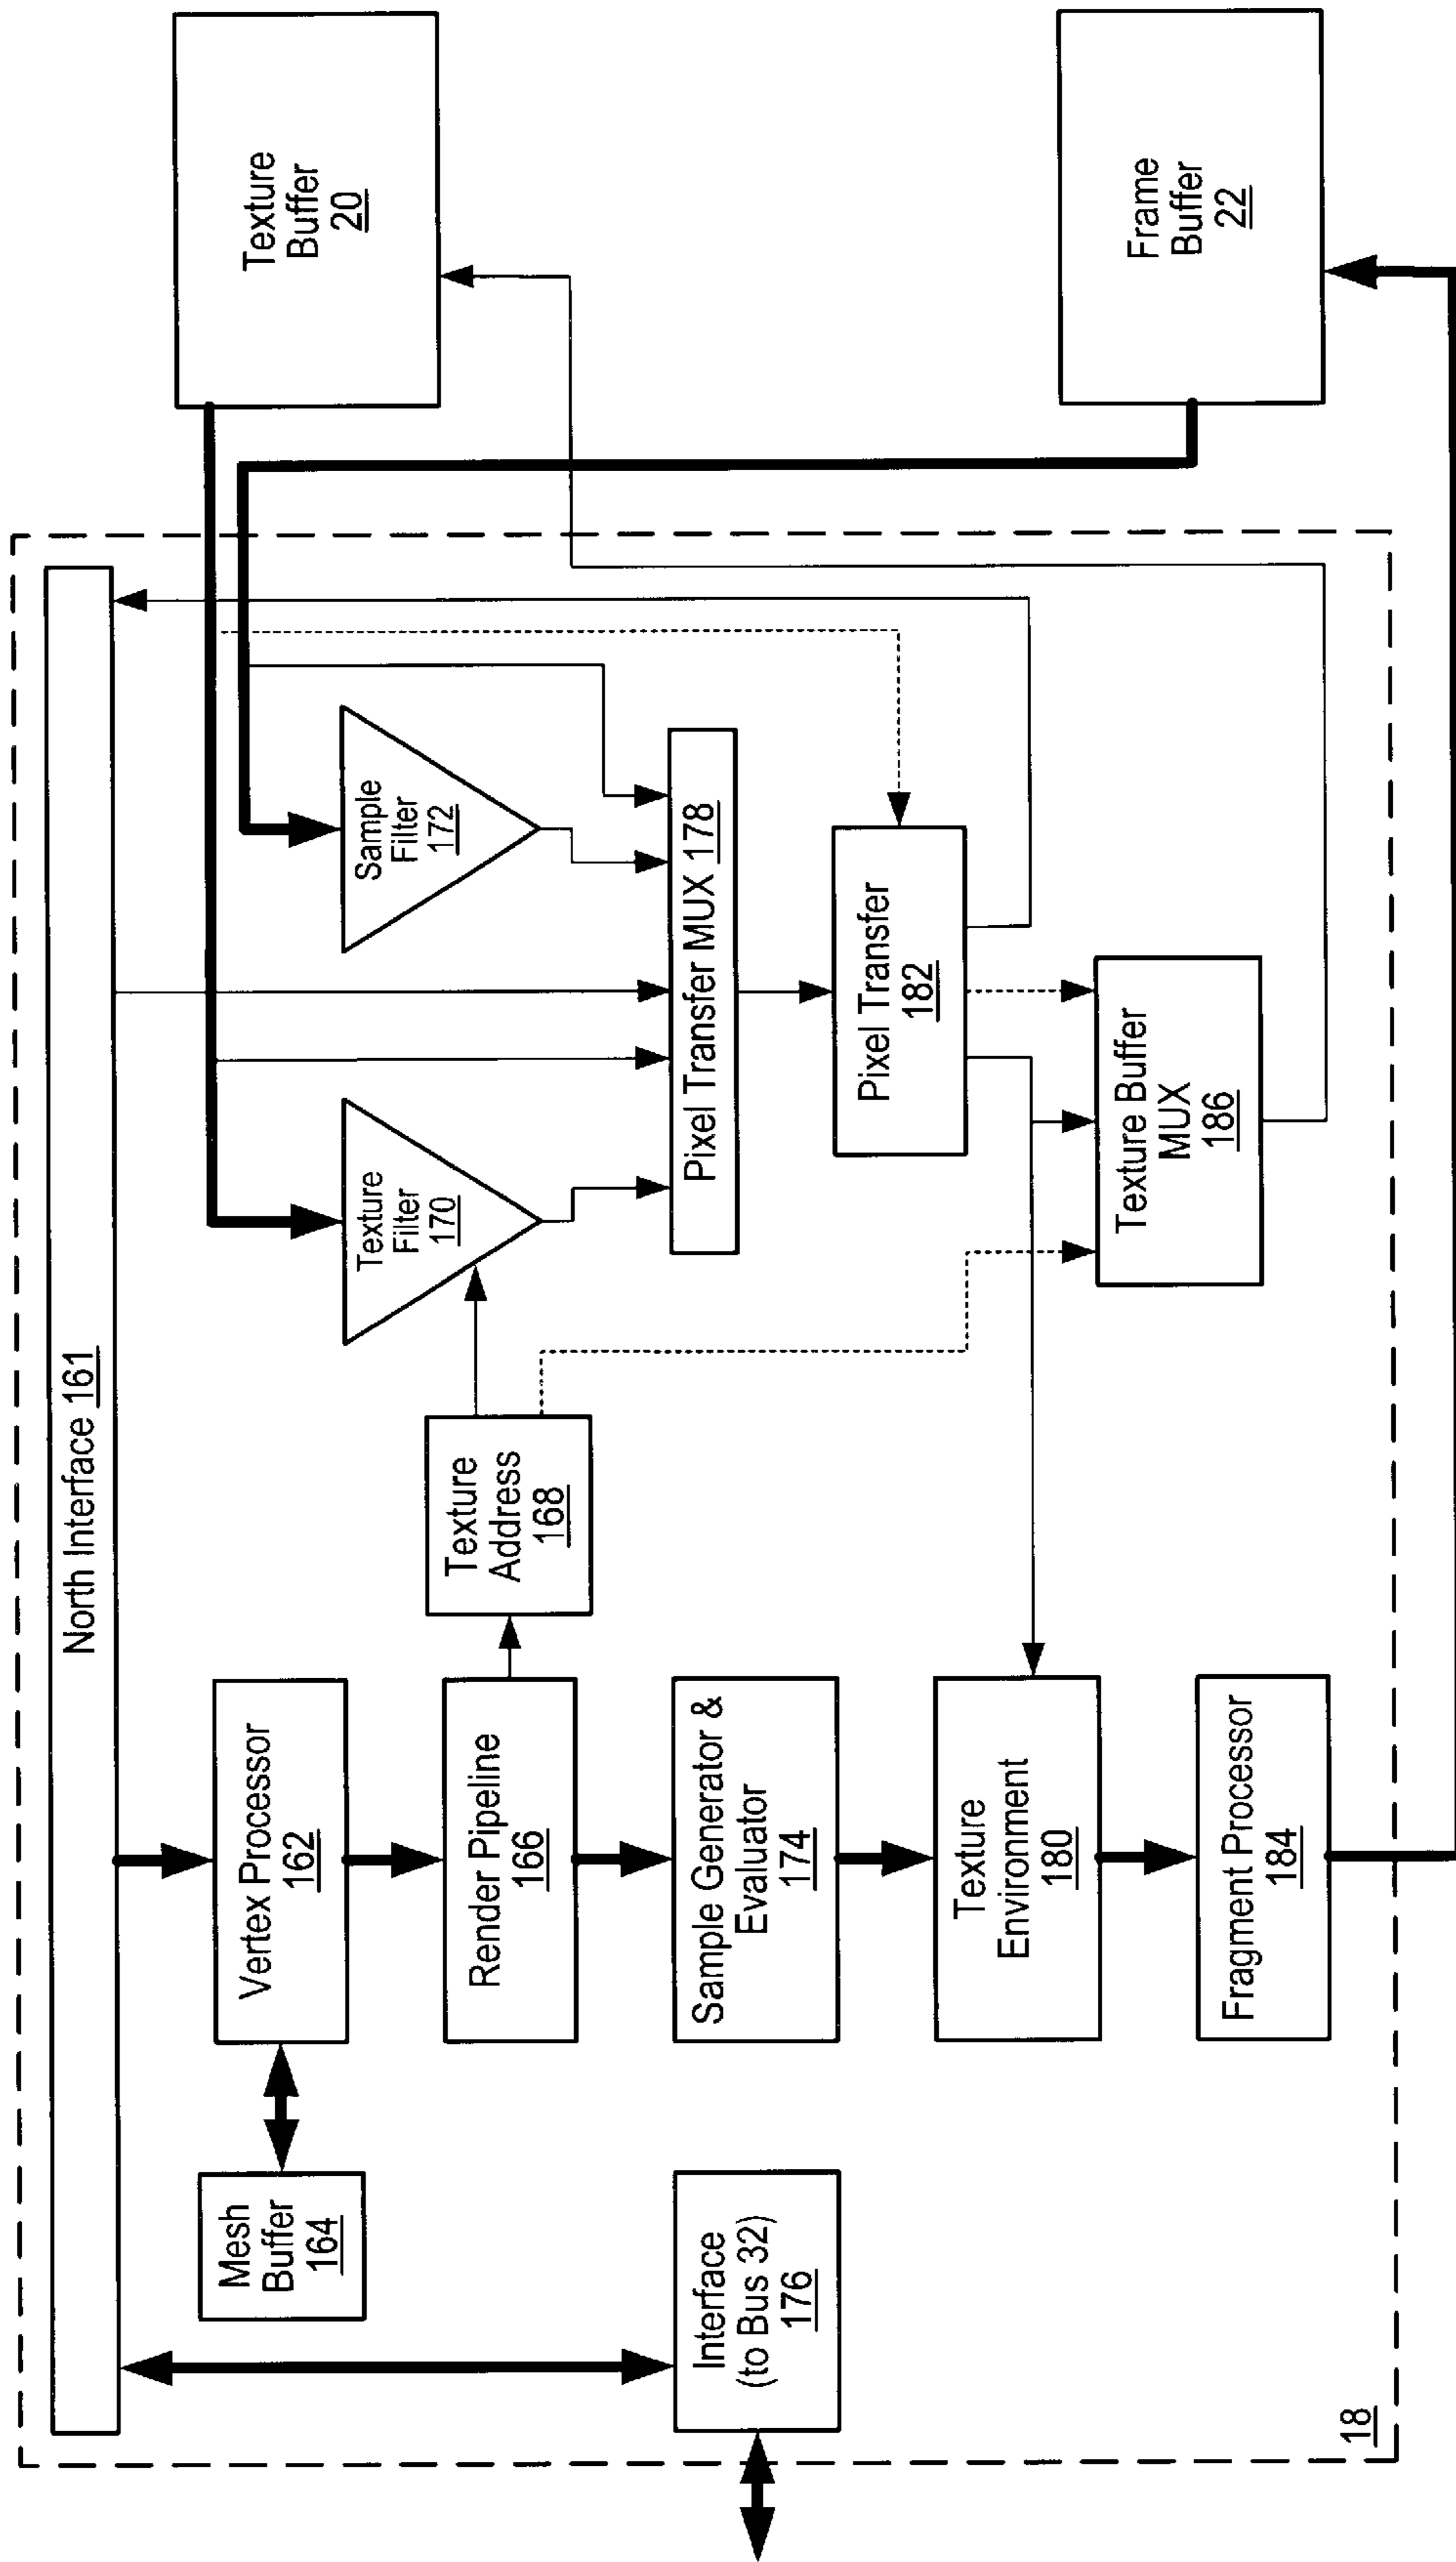 North Interface 161
Vertex Processor
162
Mesh
Buffer
164
Render Pipeline
166
Texture
Address
168
Texture
Filter
170
Sample
Filter
172
Texture
Buffer
20
Interface
(to Bus 32)
176
Sample Generator &
Evaluator
174
Pixel Transfer MUX 178
Pixel Transfer
182
Texture
Environment
180
Texture Buffer
MUX
186
Frame
Buffer
22
Fragment Processor
184
18